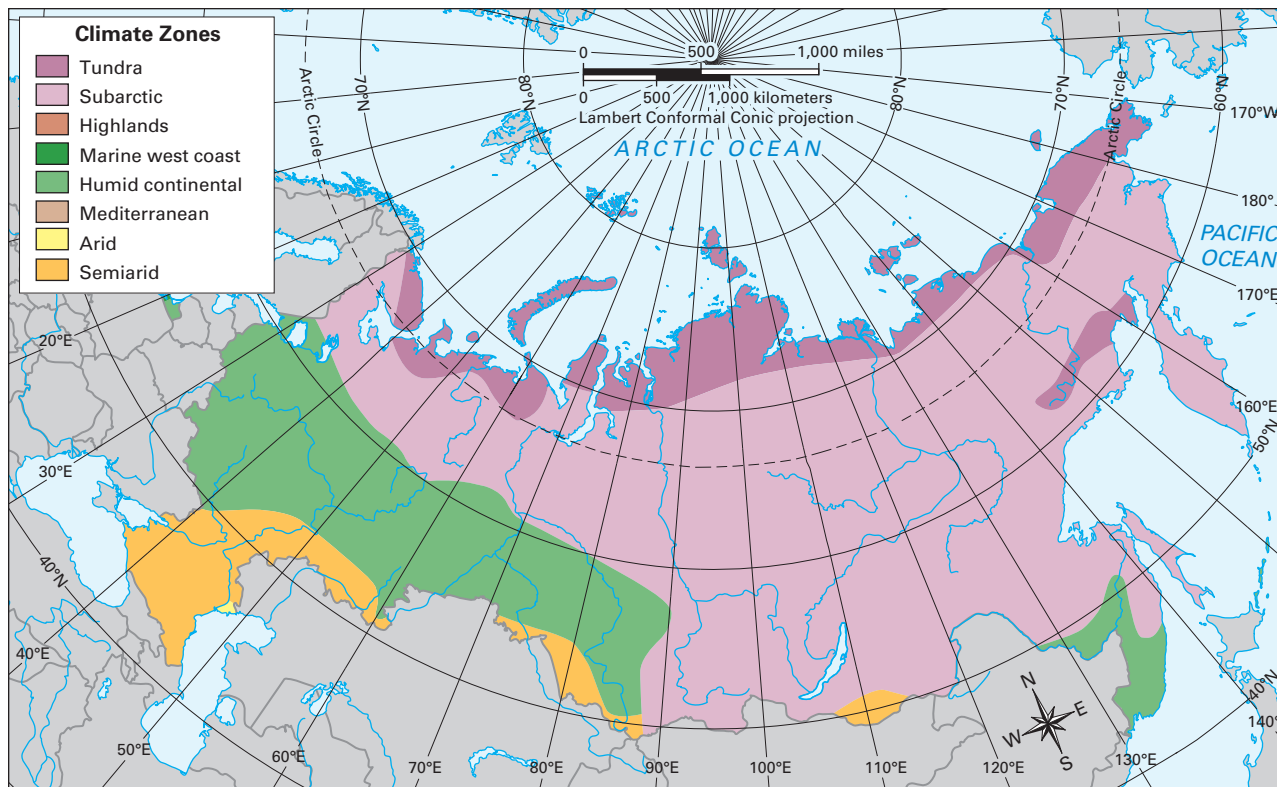 Climate Zones
Tundra
Subarctic
Highlands
Marine west coast
Humid continental
Mediterranean
Arid
Semiarid
0 500 1,000 miles
0 500 1,000 kilometers
Lambert Conformal Conic projection
ARCTIC OCEAN
PACIFIC
OCEAN
Arctic Circle
70°N
80°N
80°N
70°N
Arctic Circle
60°N
170°W
180°
170°E
160°E
50°N
40°N
140°
130°E
120°E
110°E
100°E
90°E
80°E
70°E
60°E
50°E
40°E
40°N
30°E
20°E
N
E
W
S